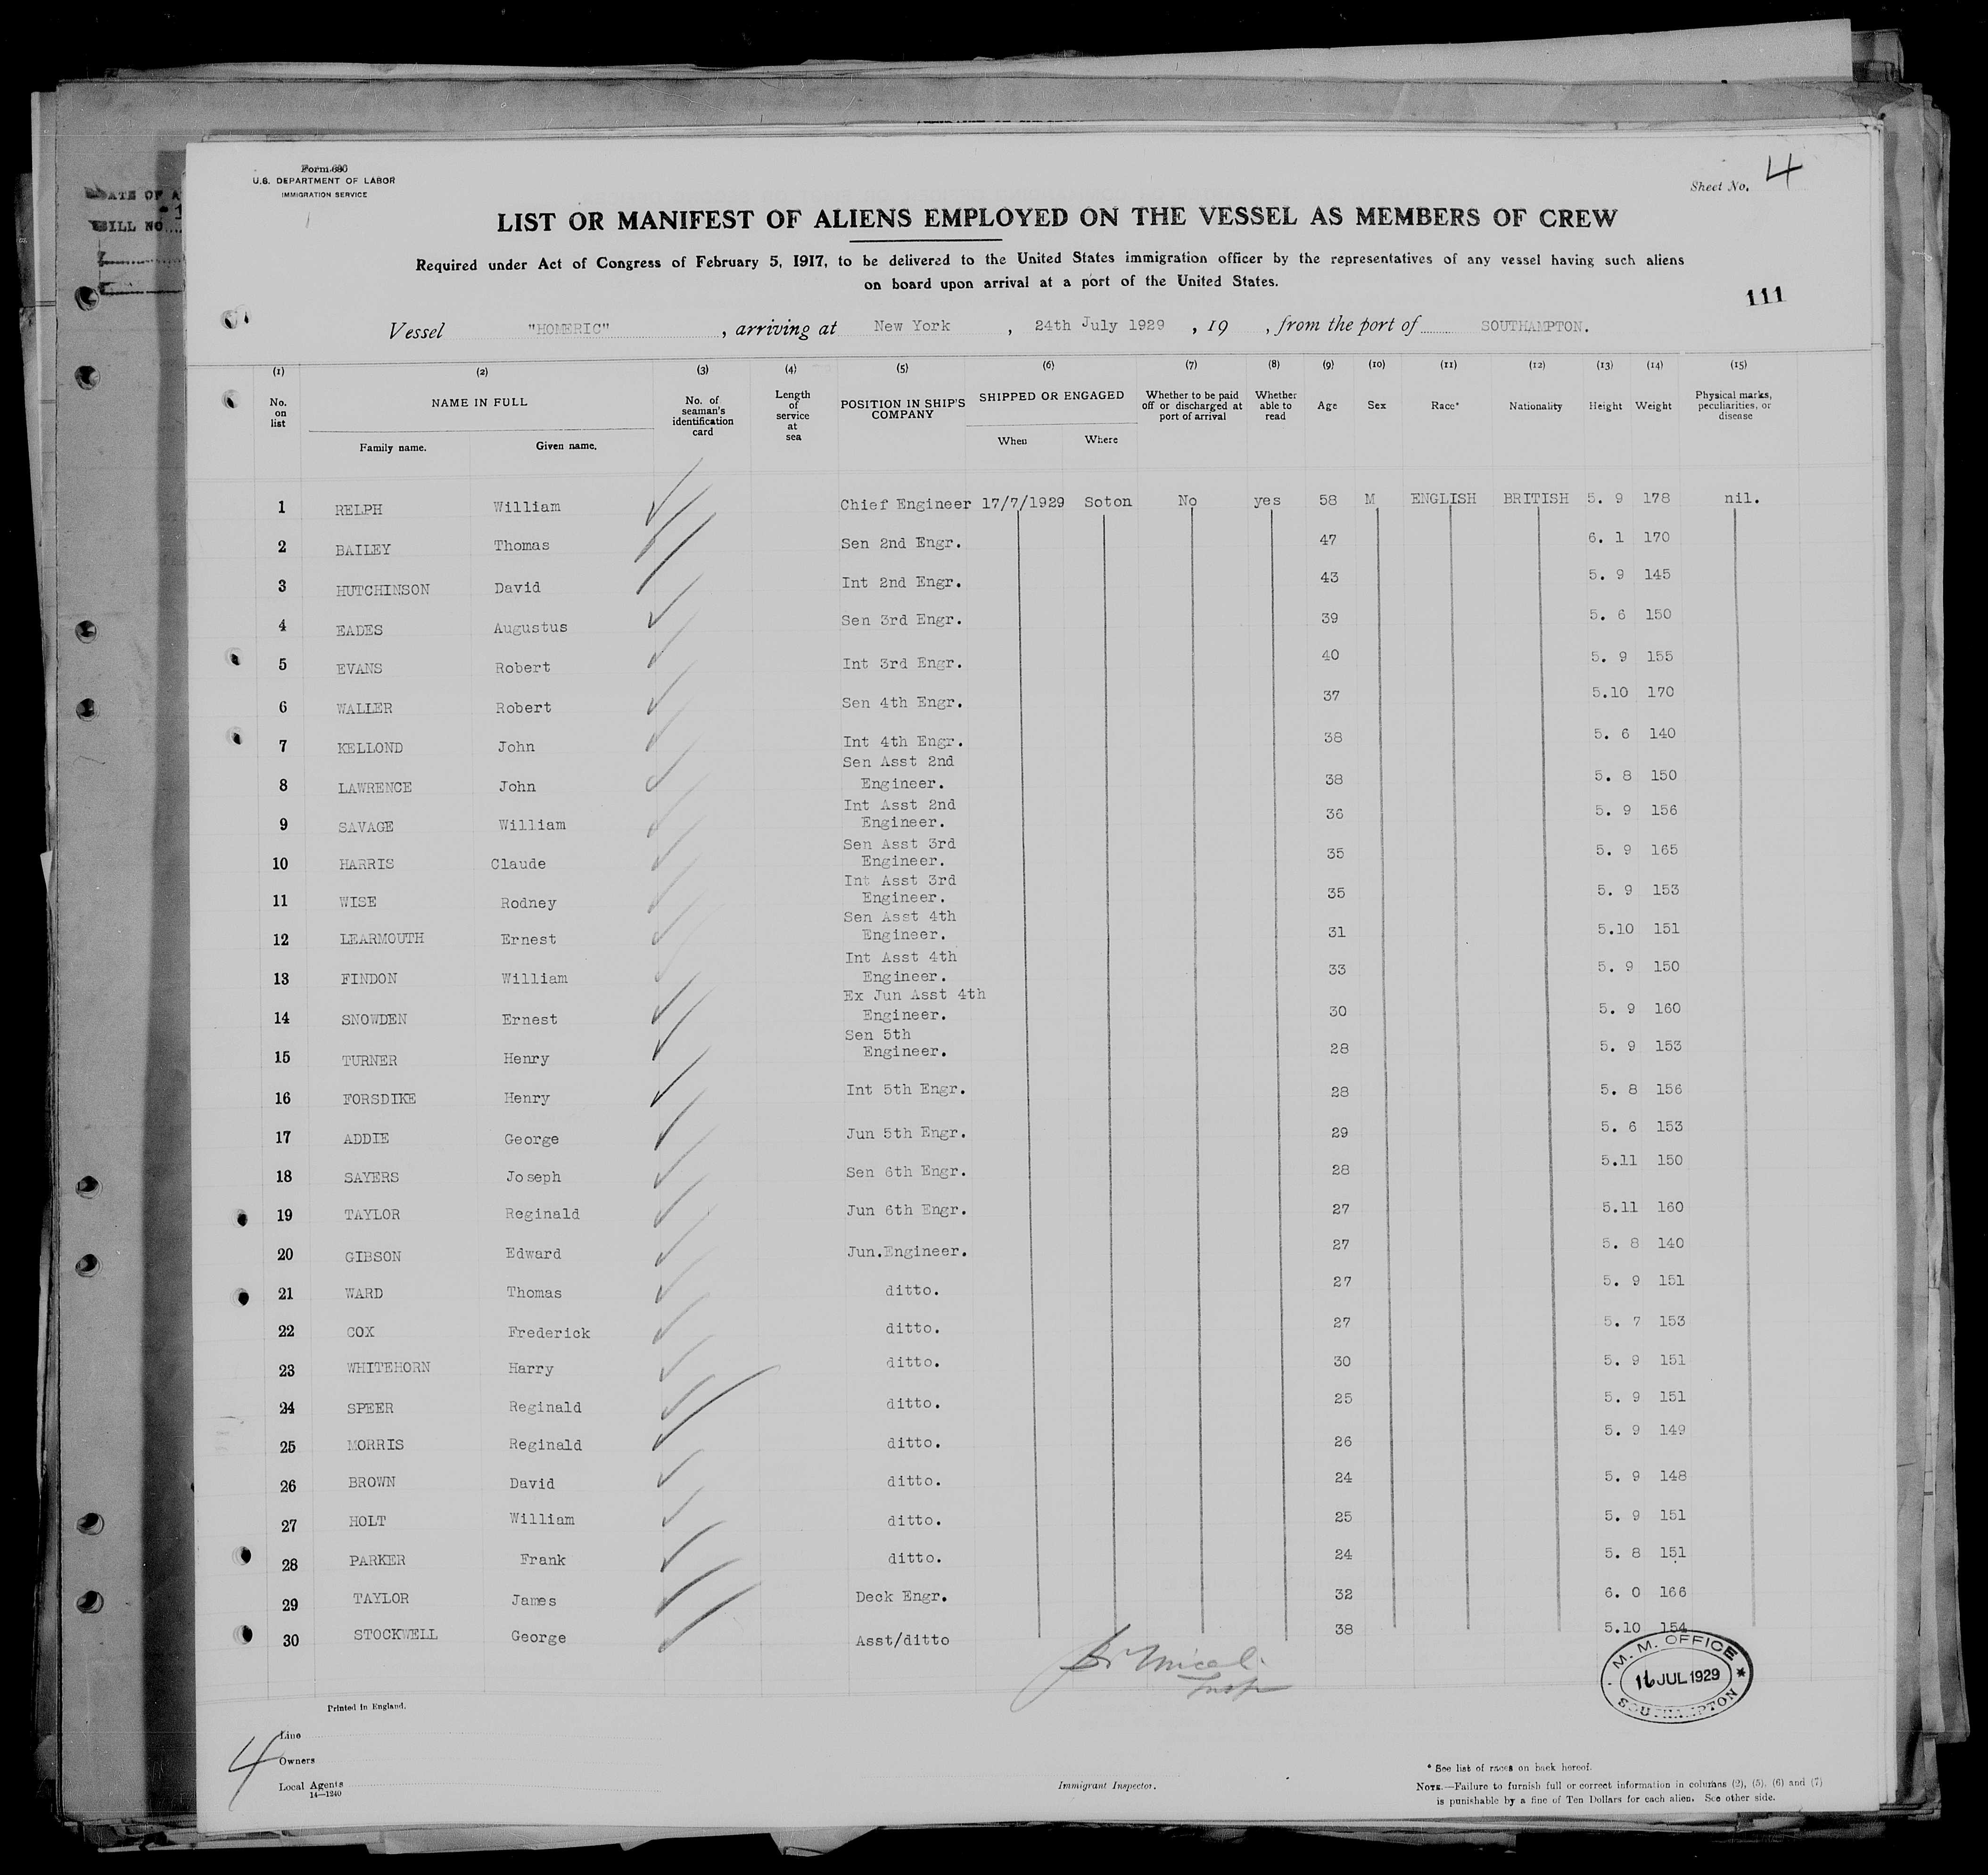 Form 680
U.S. DEPARTMENT OF LABOR
IMMIGRATION SERVICE
Sheet No. 4
LIST OR MANIFEST OF ALIENS EMPLOYED ON THE VESSEL AS MEMBERS OF CREW
Required under Act of Congress of February 5, 1917, to be delivered to the United States immigration officer by the representatives of any vessel having such aliens
on board upon arrival at a port of the United States.
111
Vessel "HOMERIC", arriving at New York, 24th July 1929, 19, from the port of SOUTHAMPTON.
(1) (2) (3) (4) (5) (6) (7) (8) (9) (10) (11) (12) (13) (14) (15)
No. on list NAME IN FULL No. of seaman's identification card Length of service at sea POSITION IN SHIP'S COMPANY SHIPPED OR ENGAGED Whether to be paid off or discharged at port of arrival Whether able to read Age Sex Race* Nationality Height Weight Physical marks, peculiarities, or disease
Family name. Given name. When Where
1 RELPH William Chief Engineer 17/7/1929 Soton No yes 58 M ENGLISH BRITISH 5. 9 178 nil.
2 BAILEY Thomas Sen 2nd Engr. 47 6. 1 170
3 HUTCHINSON David Int 2nd Engr. 43 5. 9 145
4 EADES Augustus Sen 3rd Engr. 39 5. 6 150
5 EVANS Robert Int 3rd Engr. 40 5. 9 155
6 WALLER Robert Sen 4th Engr. 37 5.10 170
7 KELLOND John Int 4th Engr. 38 5. 6 140
8 LAWRENCE John Sen Asst 2nd Engineer. 38 5. 8 150
9 SAVAGE William Int Asst 2nd Engineer. 36 5. 9 156
10 HARRIS Claude Sen Asst 3rd Engineer. 35 5. 9 165
11 WISE Rodney Int Asst 3rd Engineer. 35 5. 9 153
12 LEARMOUTH Ernest Sen Asst 4th Engineer. 31 5.10 151
13 FINDON William Int Asst 4th Engineer. 33 5. 9 150
14 SNOWDEN Ernest Ex Jun Asst 4th Engineer. 30 5. 9 160
15 TURNER Henry Sen 5th Engineer. 28 5. 9 153
16 FORSDIKE Henry Int 5th Engr. 28 5. 8 156
17 ADDIE George Jun 5th Engr. 29 5. 6 153
18 SAYERS Joseph Sen 6th Engr. 28 5.11 150
19 TAYLOR Reginald Jun 6th Engr. 27 5.11 160
20 GIBSON Edward Jun.Engineer. 27 5. 8 140
21 WARD Thomas ditto. 27 5. 9 151
22 COX Frederick ditto. 27 5. 7 153
23 WHITEHORN Harry ditto. 30 5. 9 151
24 SPEER Reginald ditto. 25 5. 9 151
25 MORRIS Reginald ditto. 26 5. 9 149
26 BROWN David ditto. 24 5. 9 148
27 HOLT William ditto. 25 5. 9 151
28 PARKER Frank ditto. 24 5. 8 151
29 TAYLOR James Deck Engr. 32 6. 0 166
30 STOCKWELL George Asst/ditto 38 5.10 154
M. M. OFFICE
16 JUL 1929
SOUTHAMPTON
Printed in England.
Line
Owners
4
Local Agents
14—1240
Immigrant Inspector.
* See list of races on back hereof.
NOTE.—Failure to furnish full or correct information in columns (2), (5), (6) and (7)
is punishable by a fine of Ten Dollars for each alien. See other side.